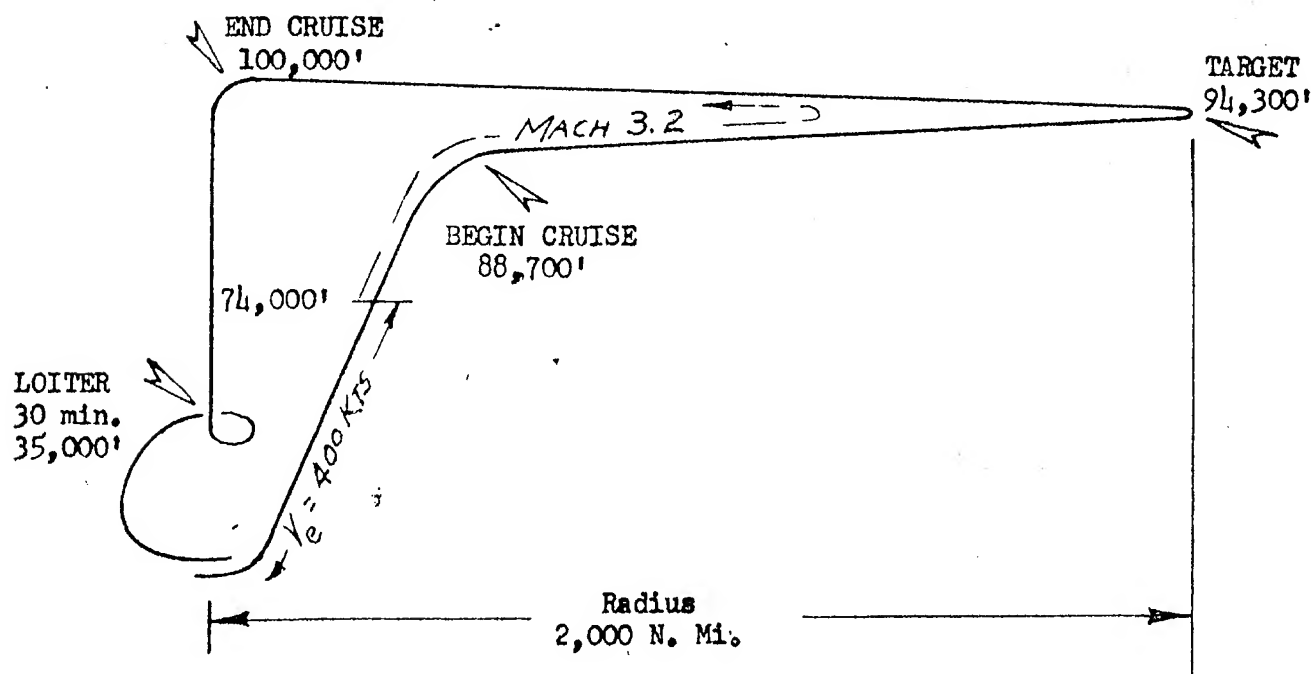 END CRUISE
100,000'
TARGET
94,300'
MACH 3.2
BEGIN CRUISE
88,700'
74,000'
LOITER
30 min.
35,000'
Ve = 400 KTS
Radius
2,000 N. Mi.